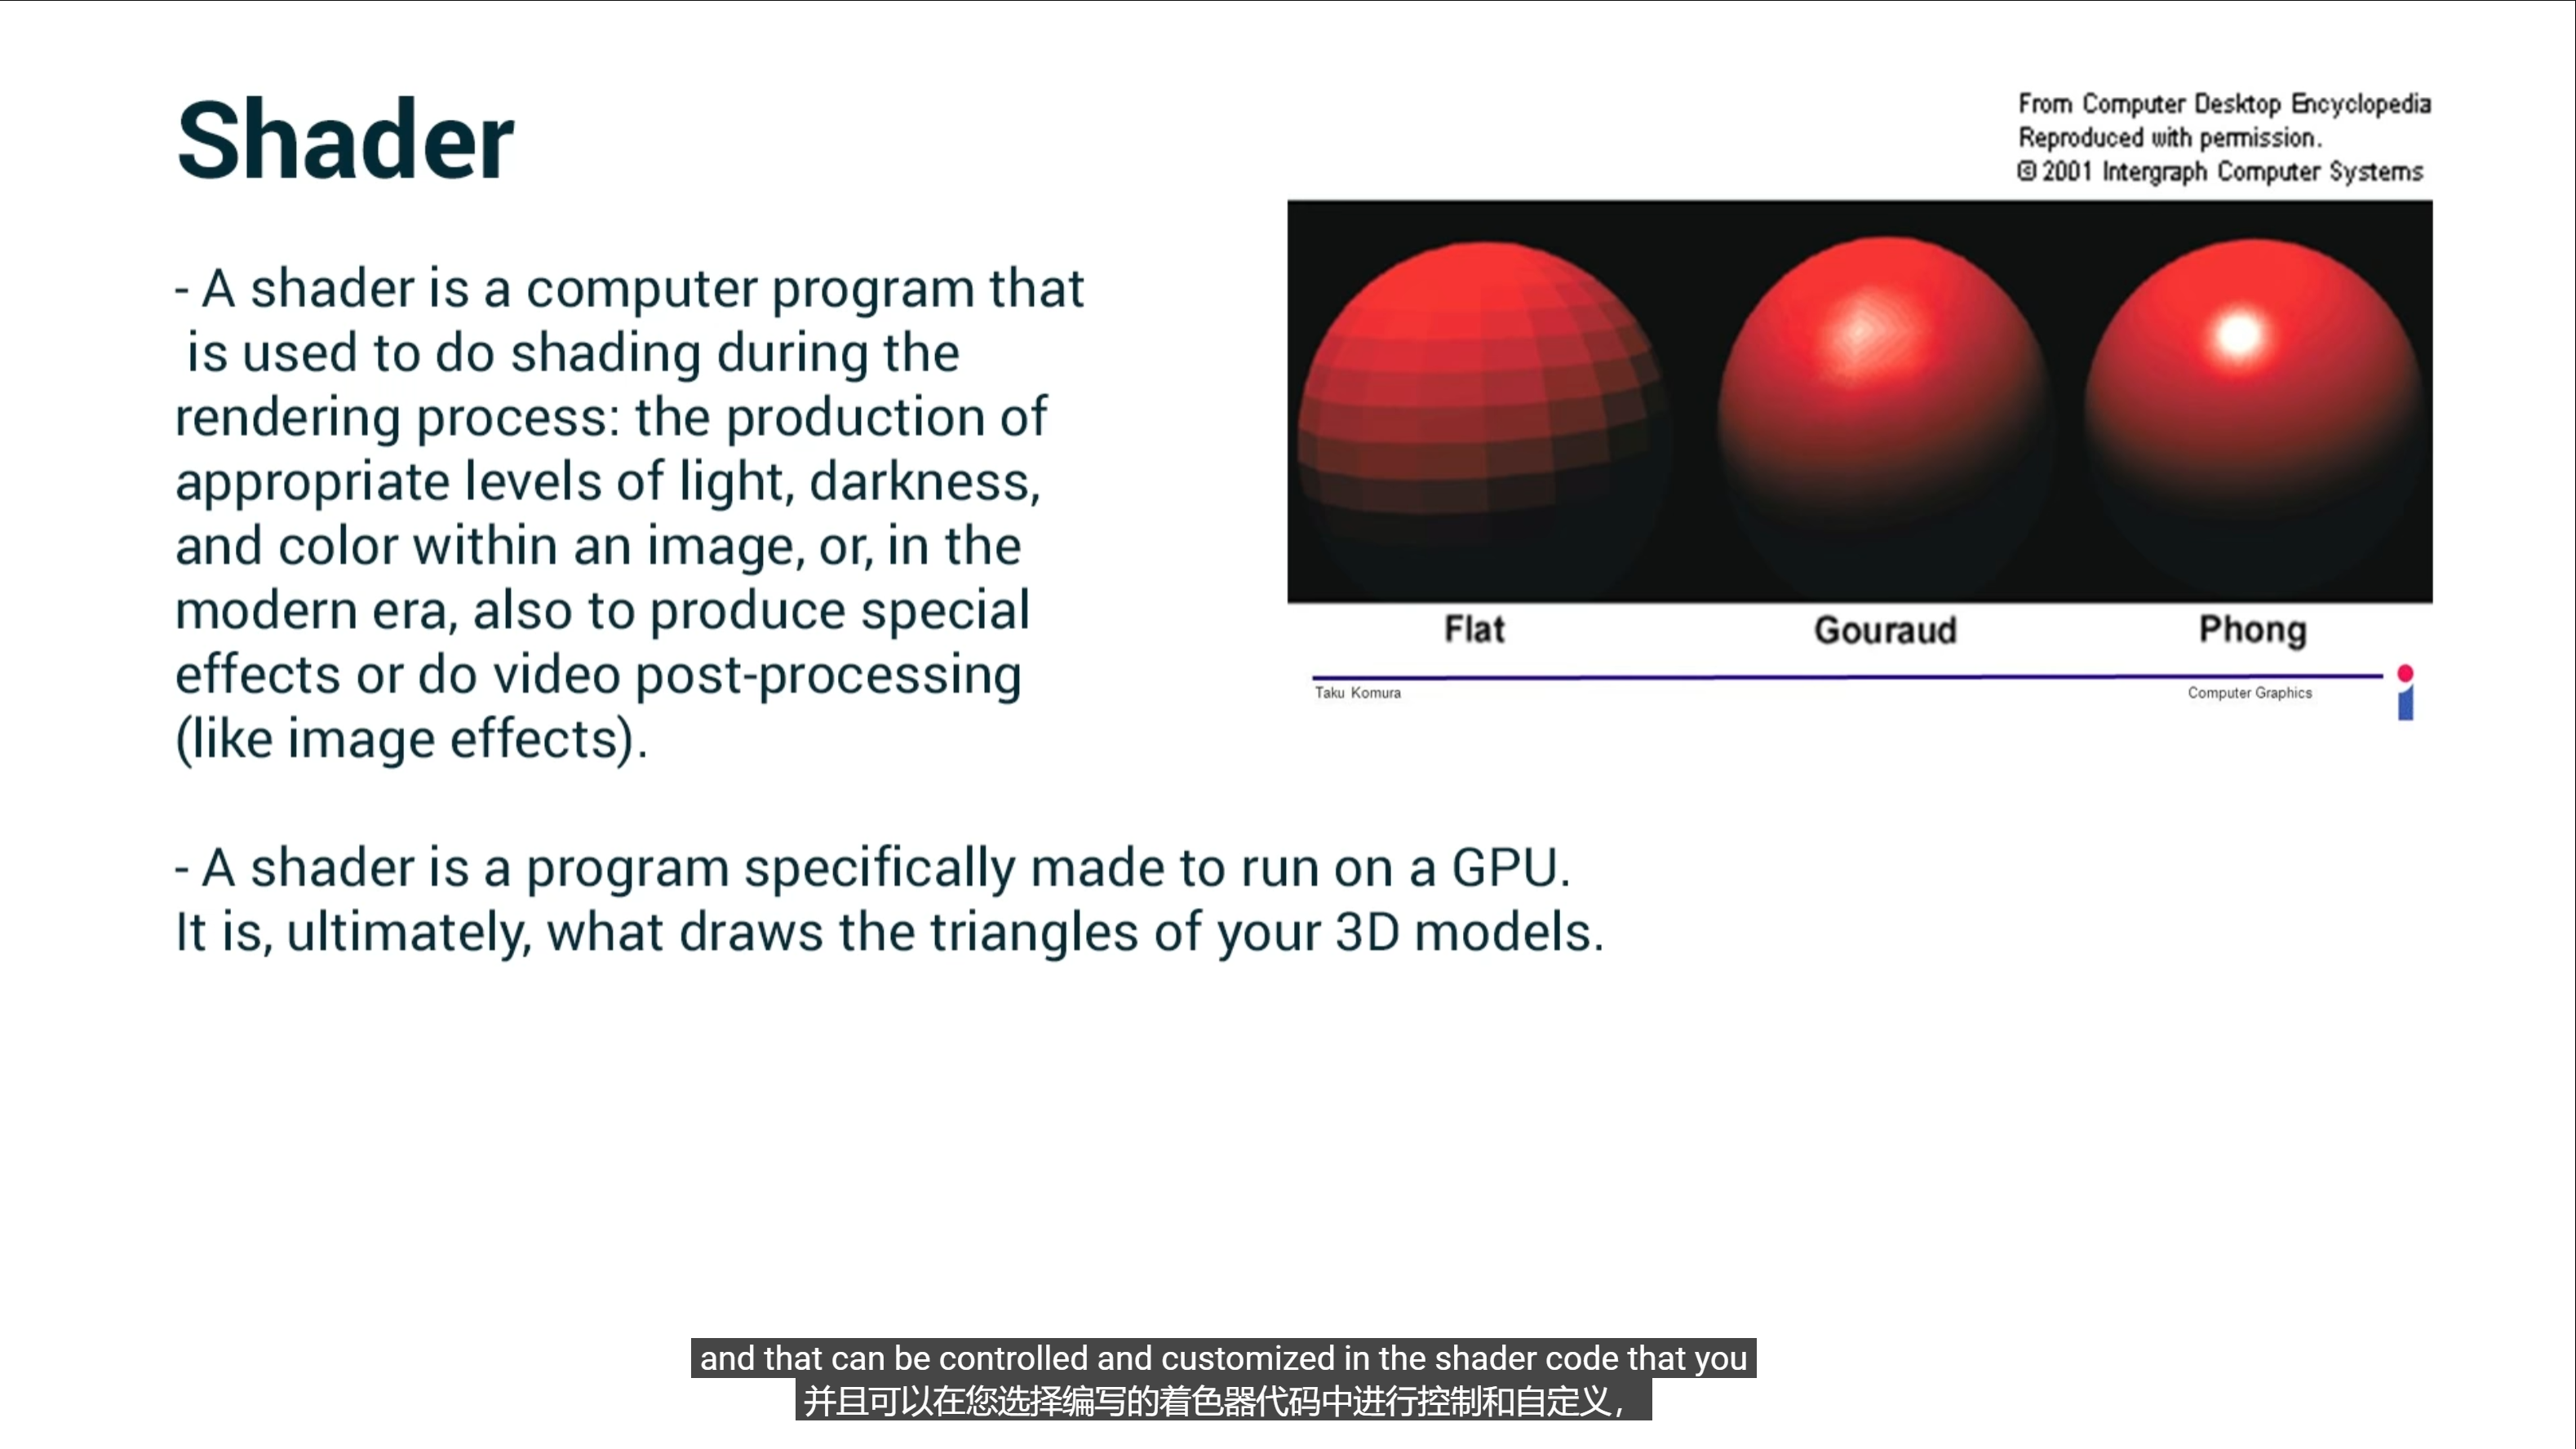 Shader
- A shader is a computer program that
is used to do shading during the
rendering process: the production of
appropriate levels of light, darkness,
and color within an image, or, in the
modern era, also to produce special
effects or do video post-processing
(like image effects).
- A shader is a program specifically made to run on a GPU.
It is, ultimately, what draws the triangles of your 3D models.
From Computer Desktop Encyclopedia
Reproduced with permission.
© 2001 Intergraph Computer Systems
Flat Gouraud Phong
Taku Komura Computer Graphics
and that can be controlled and customized in the shader code that you
并且可以在您选择编写的着色器代码中进行控制和自定义，